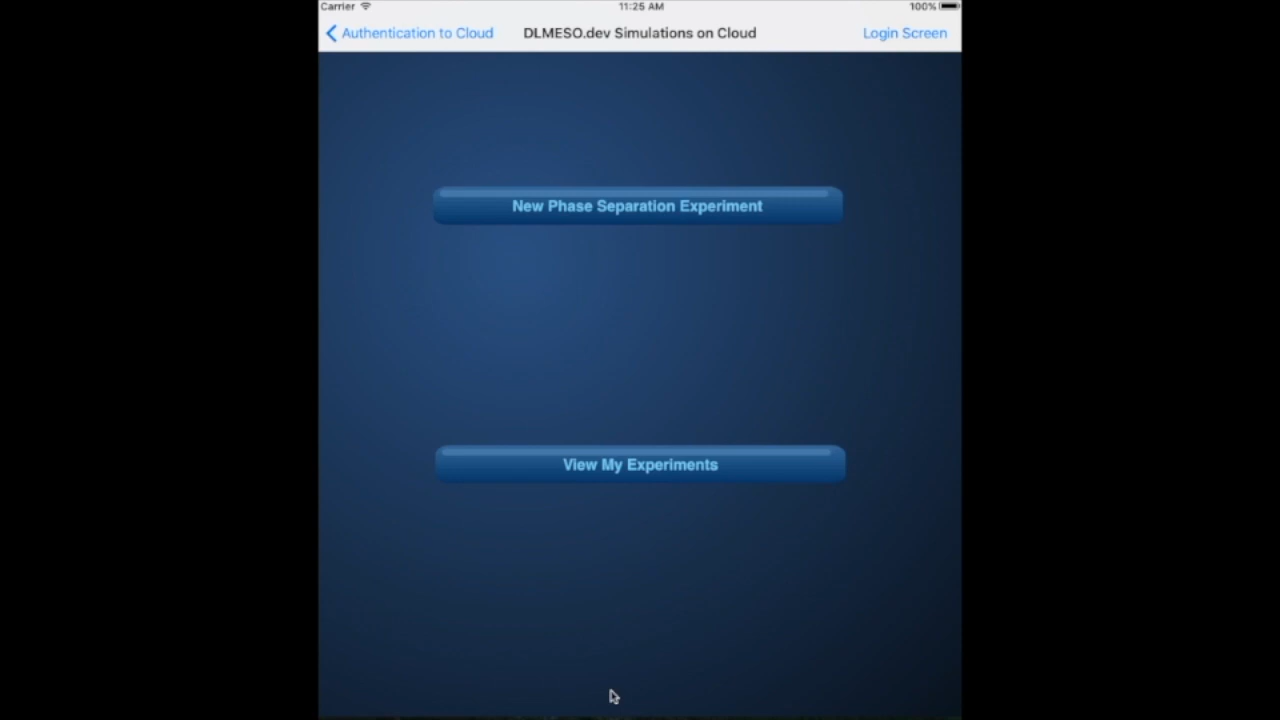 Carrier 11:25 AM 100%
Authentication to Cloud DLMESO.dev Simulations on Cloud Login Screen
New Phase Separation Experiment
View My Experiments